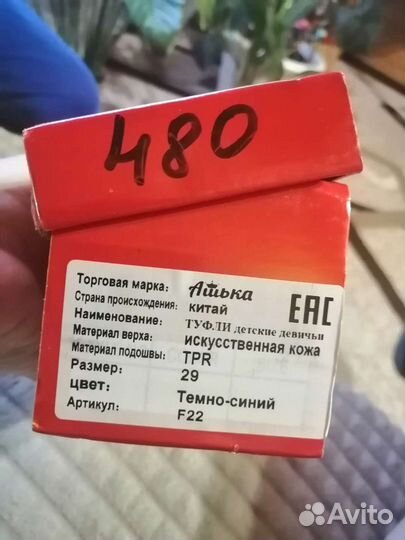 480
Торговая марка: Алька
Страна происхождения: китай
Наименование: ТУФЛИ детские девичьи
Материал верха: искусственная кожа
Материал подошвы: TPR
Размер: 29
цвет: Темно-синий
Артикул: F22
EAC
Avito